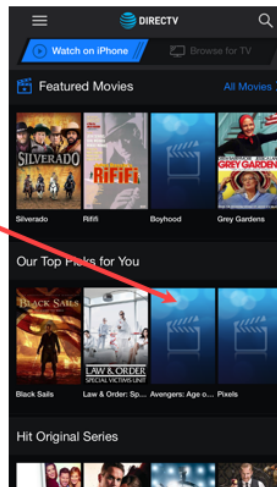 DIRECTV
Watch on iPhone
Browse for TV
Featured Movies
All Movies
SILVERADO
RiFiFi
GREY GARDENS
Silverado
Rififi
Boyhood
Grey Gardens
Our Top Picks for You
BLACK SAILS
LAW & ORDER
SPECIAL VICTIMS UNIT
Black Sails
Law & Order: Sp...
Avengers: Age o...
Pixels
Hit Original Series